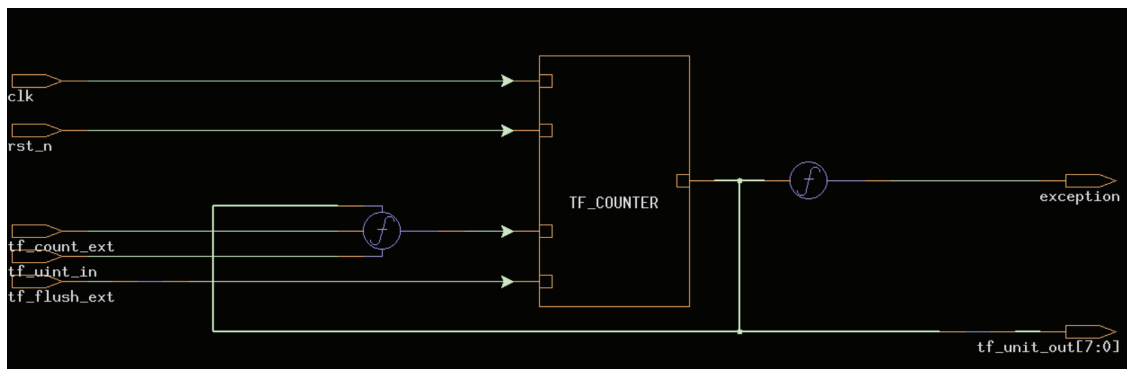 clk
rst_n
TF_COUNTER
exception
tf_count_ext
tf_uint_in
tf_flush_ext
tf_unit_out[7:0]